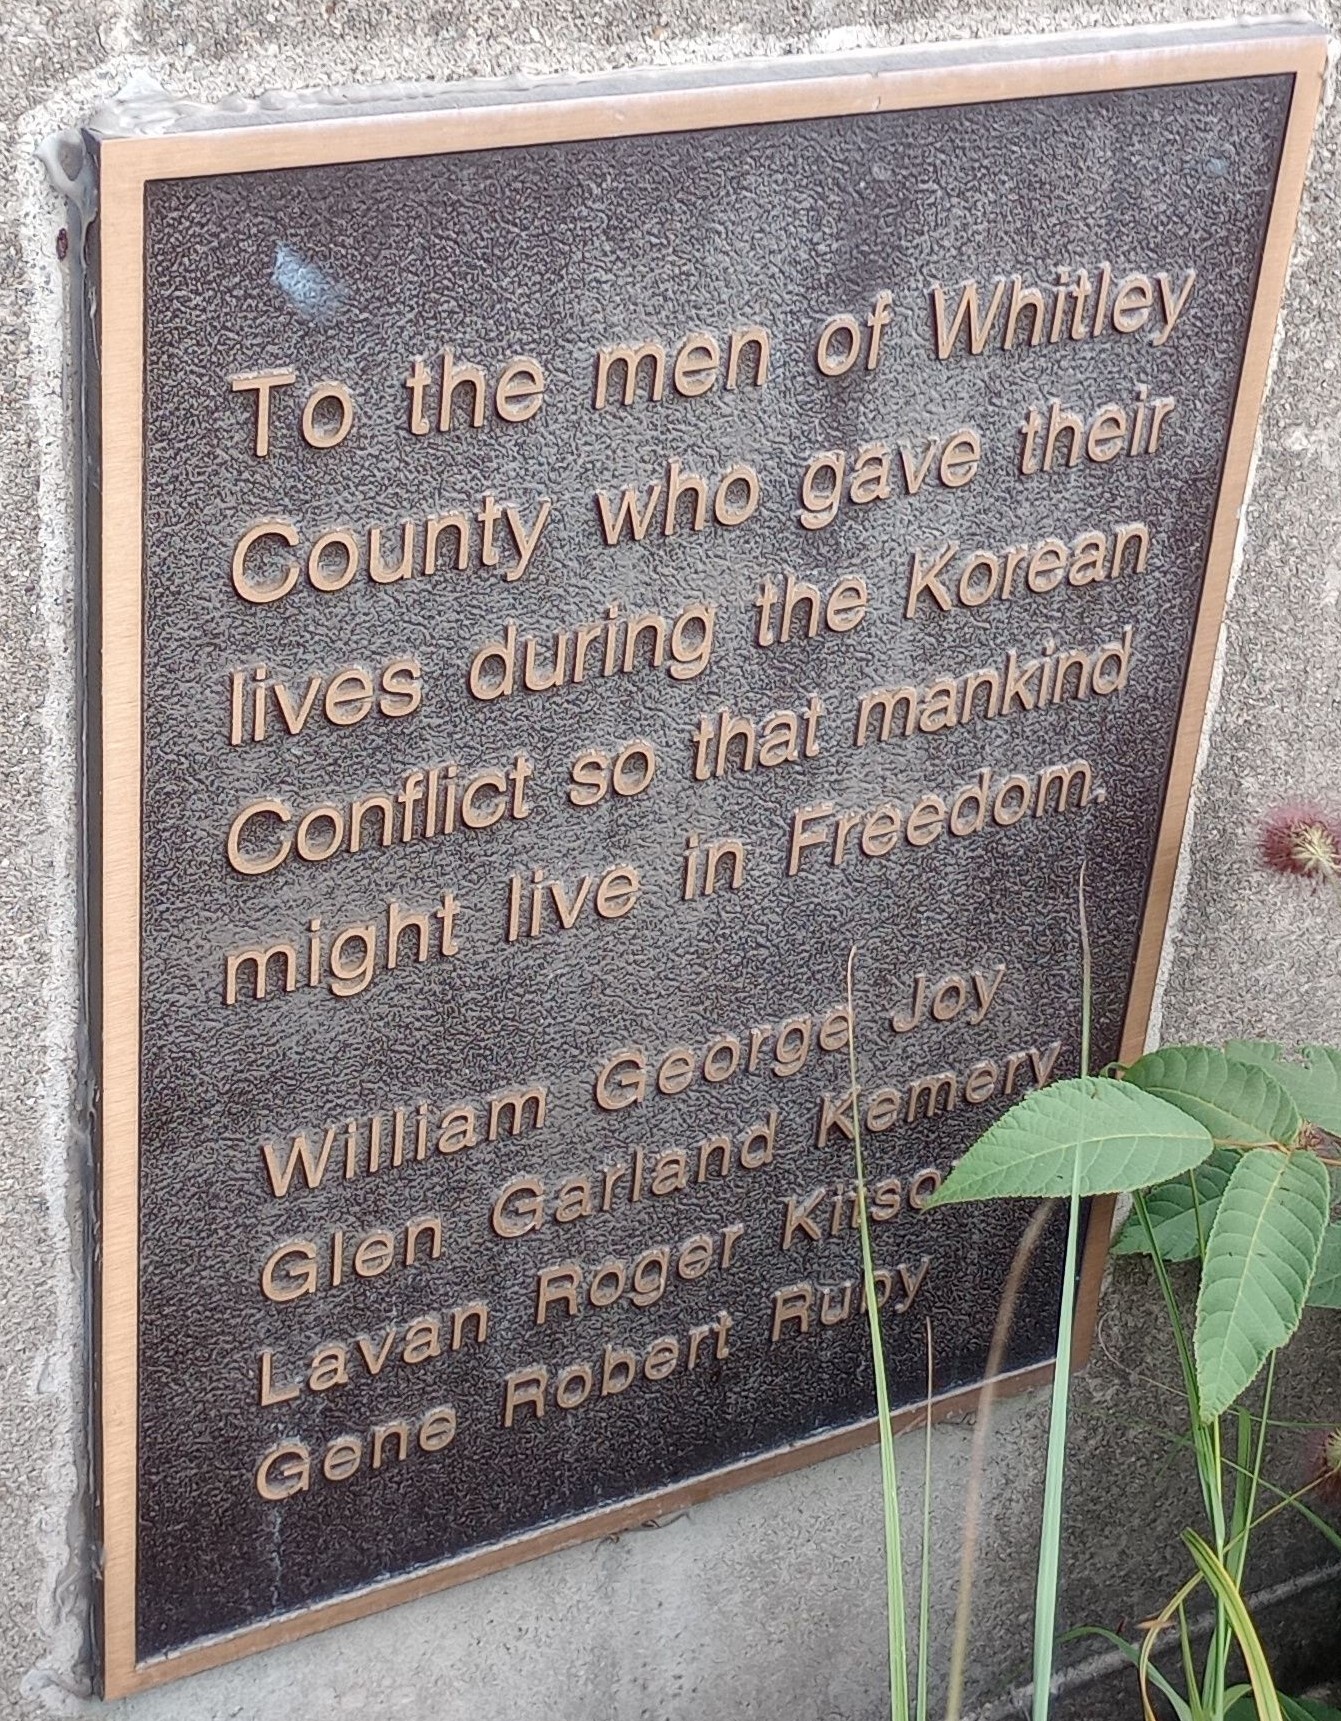 To the men of Whitley
County who gave their
lives during the Korean
Conflict so that mankind
might live in Freedom.
William George Joy
Glen Garland Kemery
Lavan Roger
Gene Robert Ruby